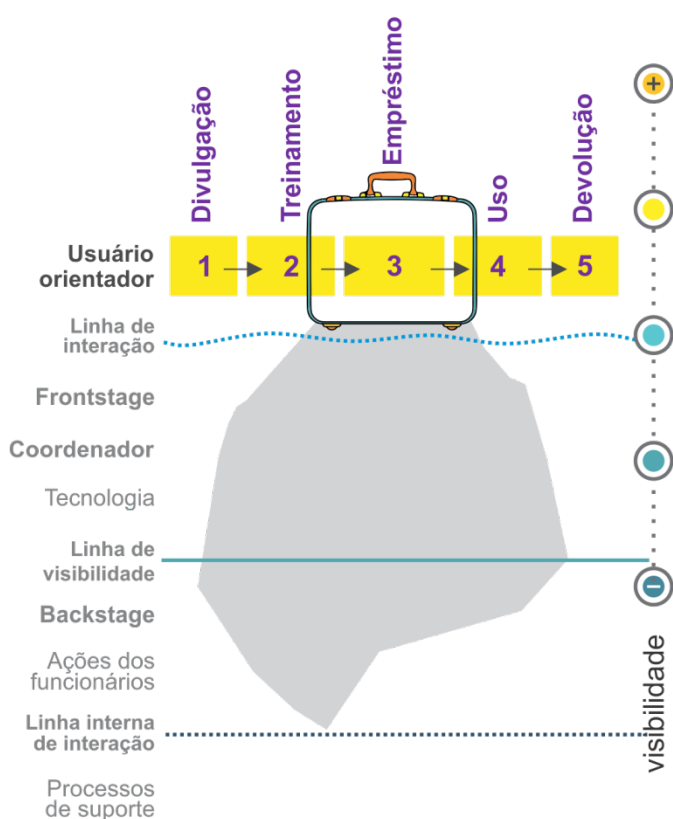 Divulgação
Treinamento
Empréstimo
Uso
Devolução
+
Usuário
orientador
1
2
3
4
5
Linha de
interação
Frontstage
Coordenador
Tecnologia
Linha de
visibilidade
Backstage
Ações dos
funcionários
Linha interna
de interação
Processos
de suporte
−
visibilidade